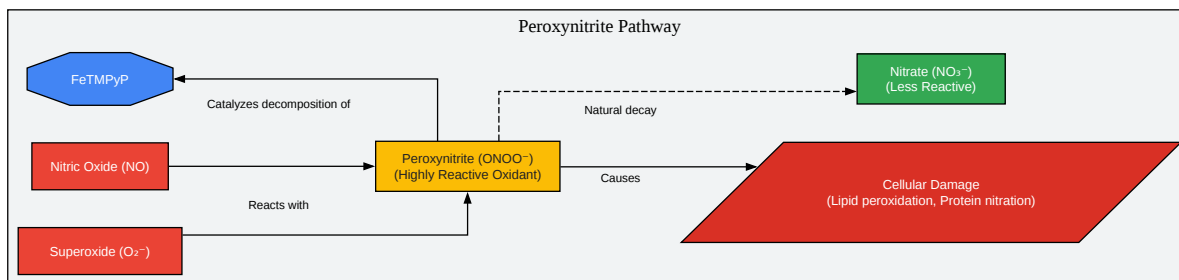 Peroxynitrite Pathway
FeTMPyP
Catalyzes decomposition of
Natural decay
Nitrate (NO₃⁻)
(Less Reactive)
Nitric Oxide (NO)
Peroxynitrite (ONOO⁻)
(Highly Reactive Oxidant)
Causes
Cellular Damage
(Lipid peroxidation, Protein nitration)
Reacts with
Superoxide (O₂⁻)